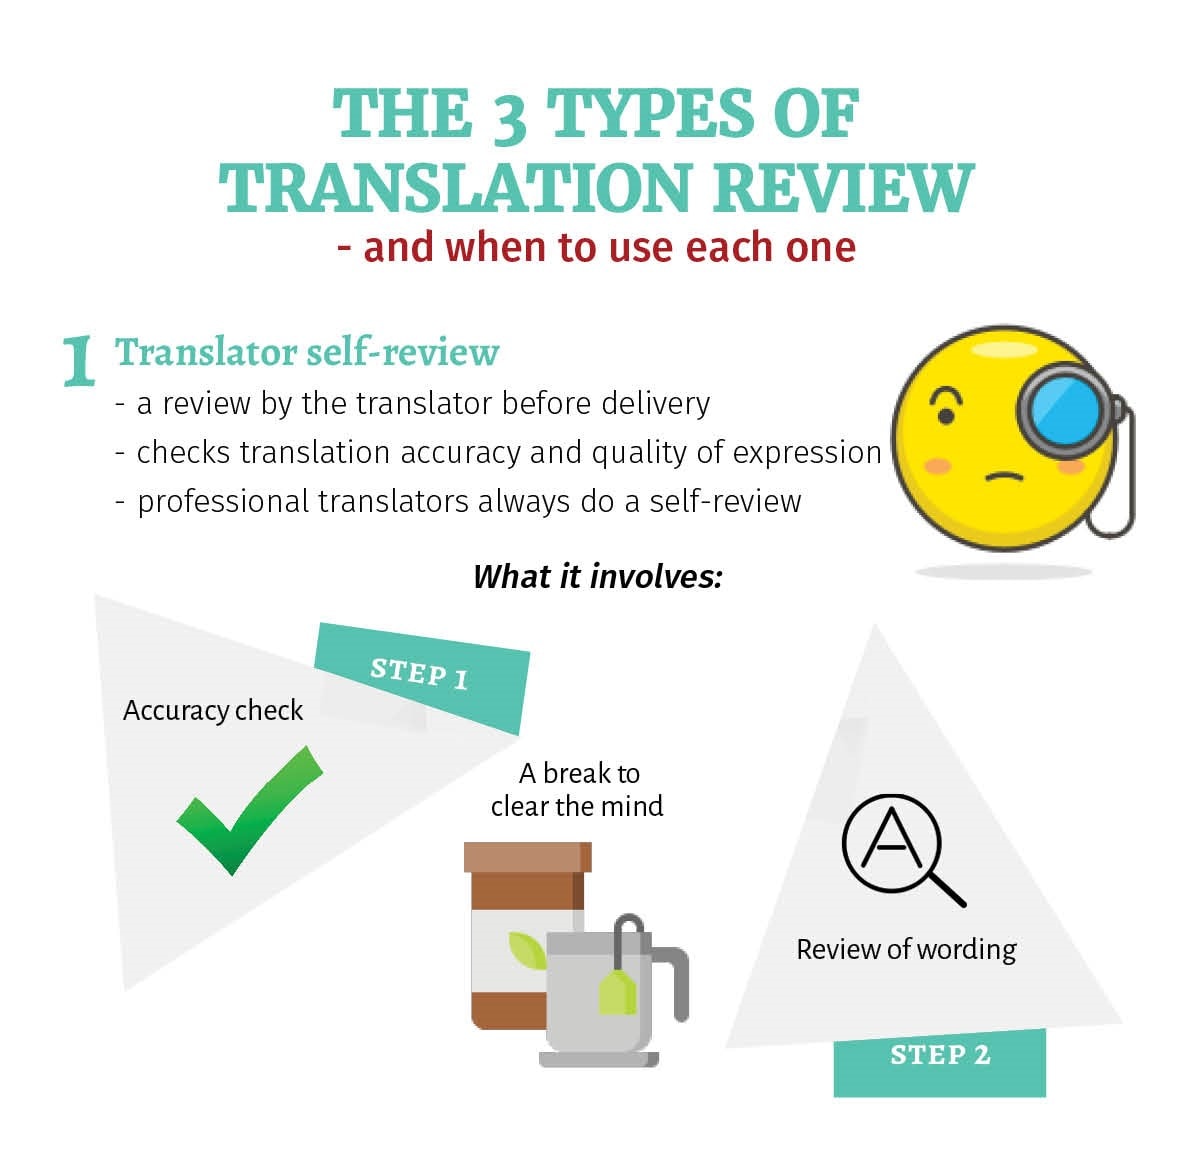 THE 3 TYPES OF
TRANSLATION REVIEW
- and when to use each one
1 Translator self-review
- a review by the translator before delivery
- checks translation accuracy and quality of expression
- professional translators always do a self-review
What it involves:
STEP 1
Accuracy check
A break to
clear the mind
A
Review of wording
STEP 2